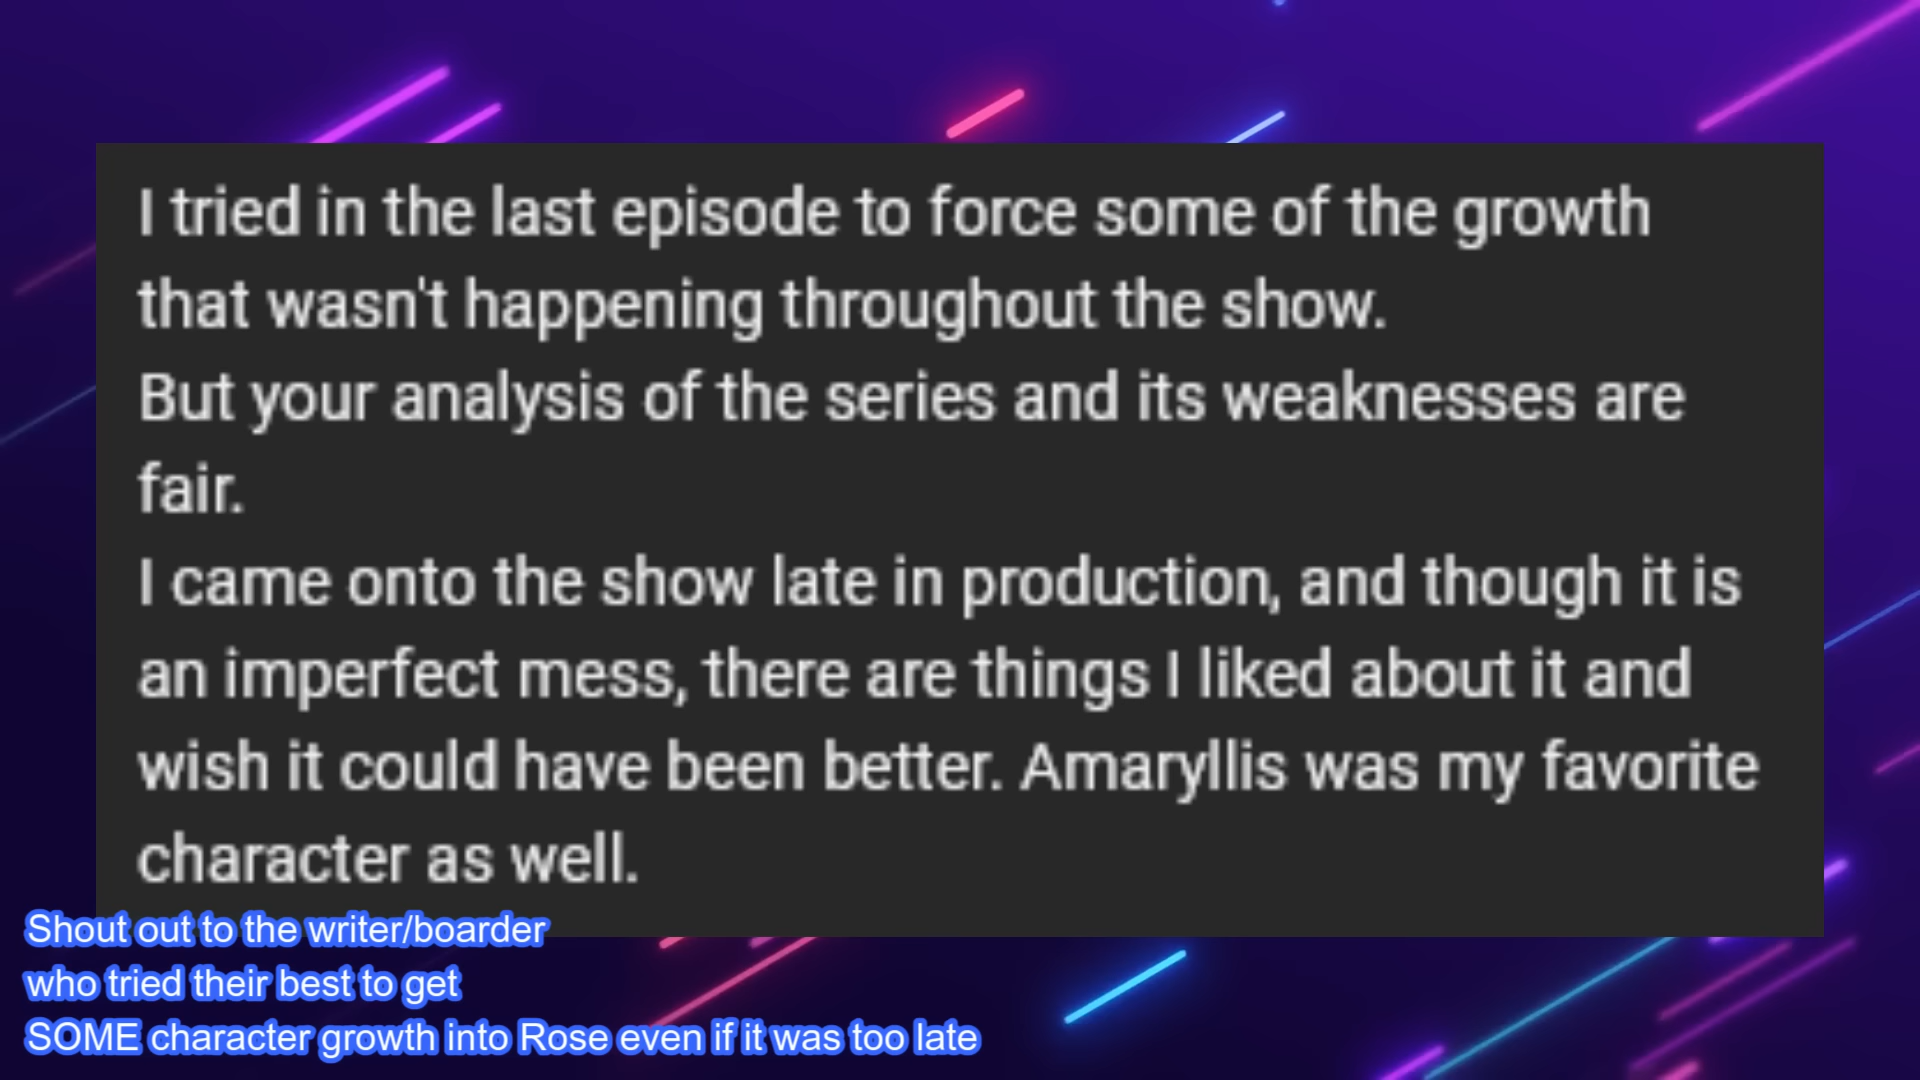 I tried in the last episode to force some of the growth
that wasn't happening throughout the show.
But your analysis of the series and its weaknesses are
fair.
I came onto the show late in production, and though it is
an imperfect mess, there are things I liked about it and
wish it could have been better. Amaryllis was my favorite
character as well.
Shout out to the writer/boarder
who tried their best to get
SOME character growth into Rose even if it was too late